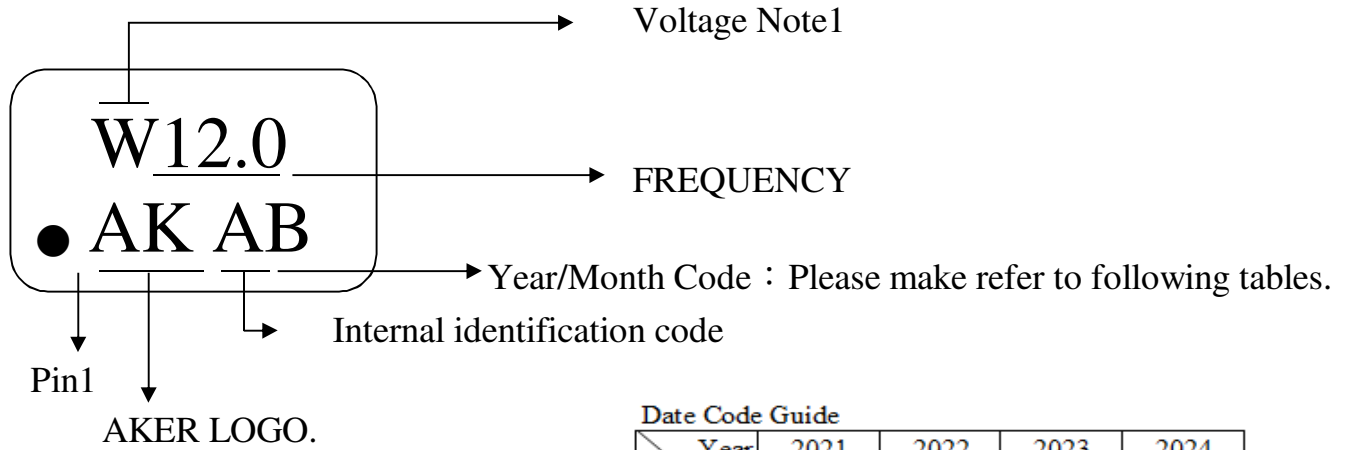 Voltage Note1
W12.0
FREQUENCY
AK AB
Year/Month Code：Please make refer to following tables.
Internal identification code
Pin1
AKER LOGO.
Date Code Guide
Year 2021 2022 2023 2024